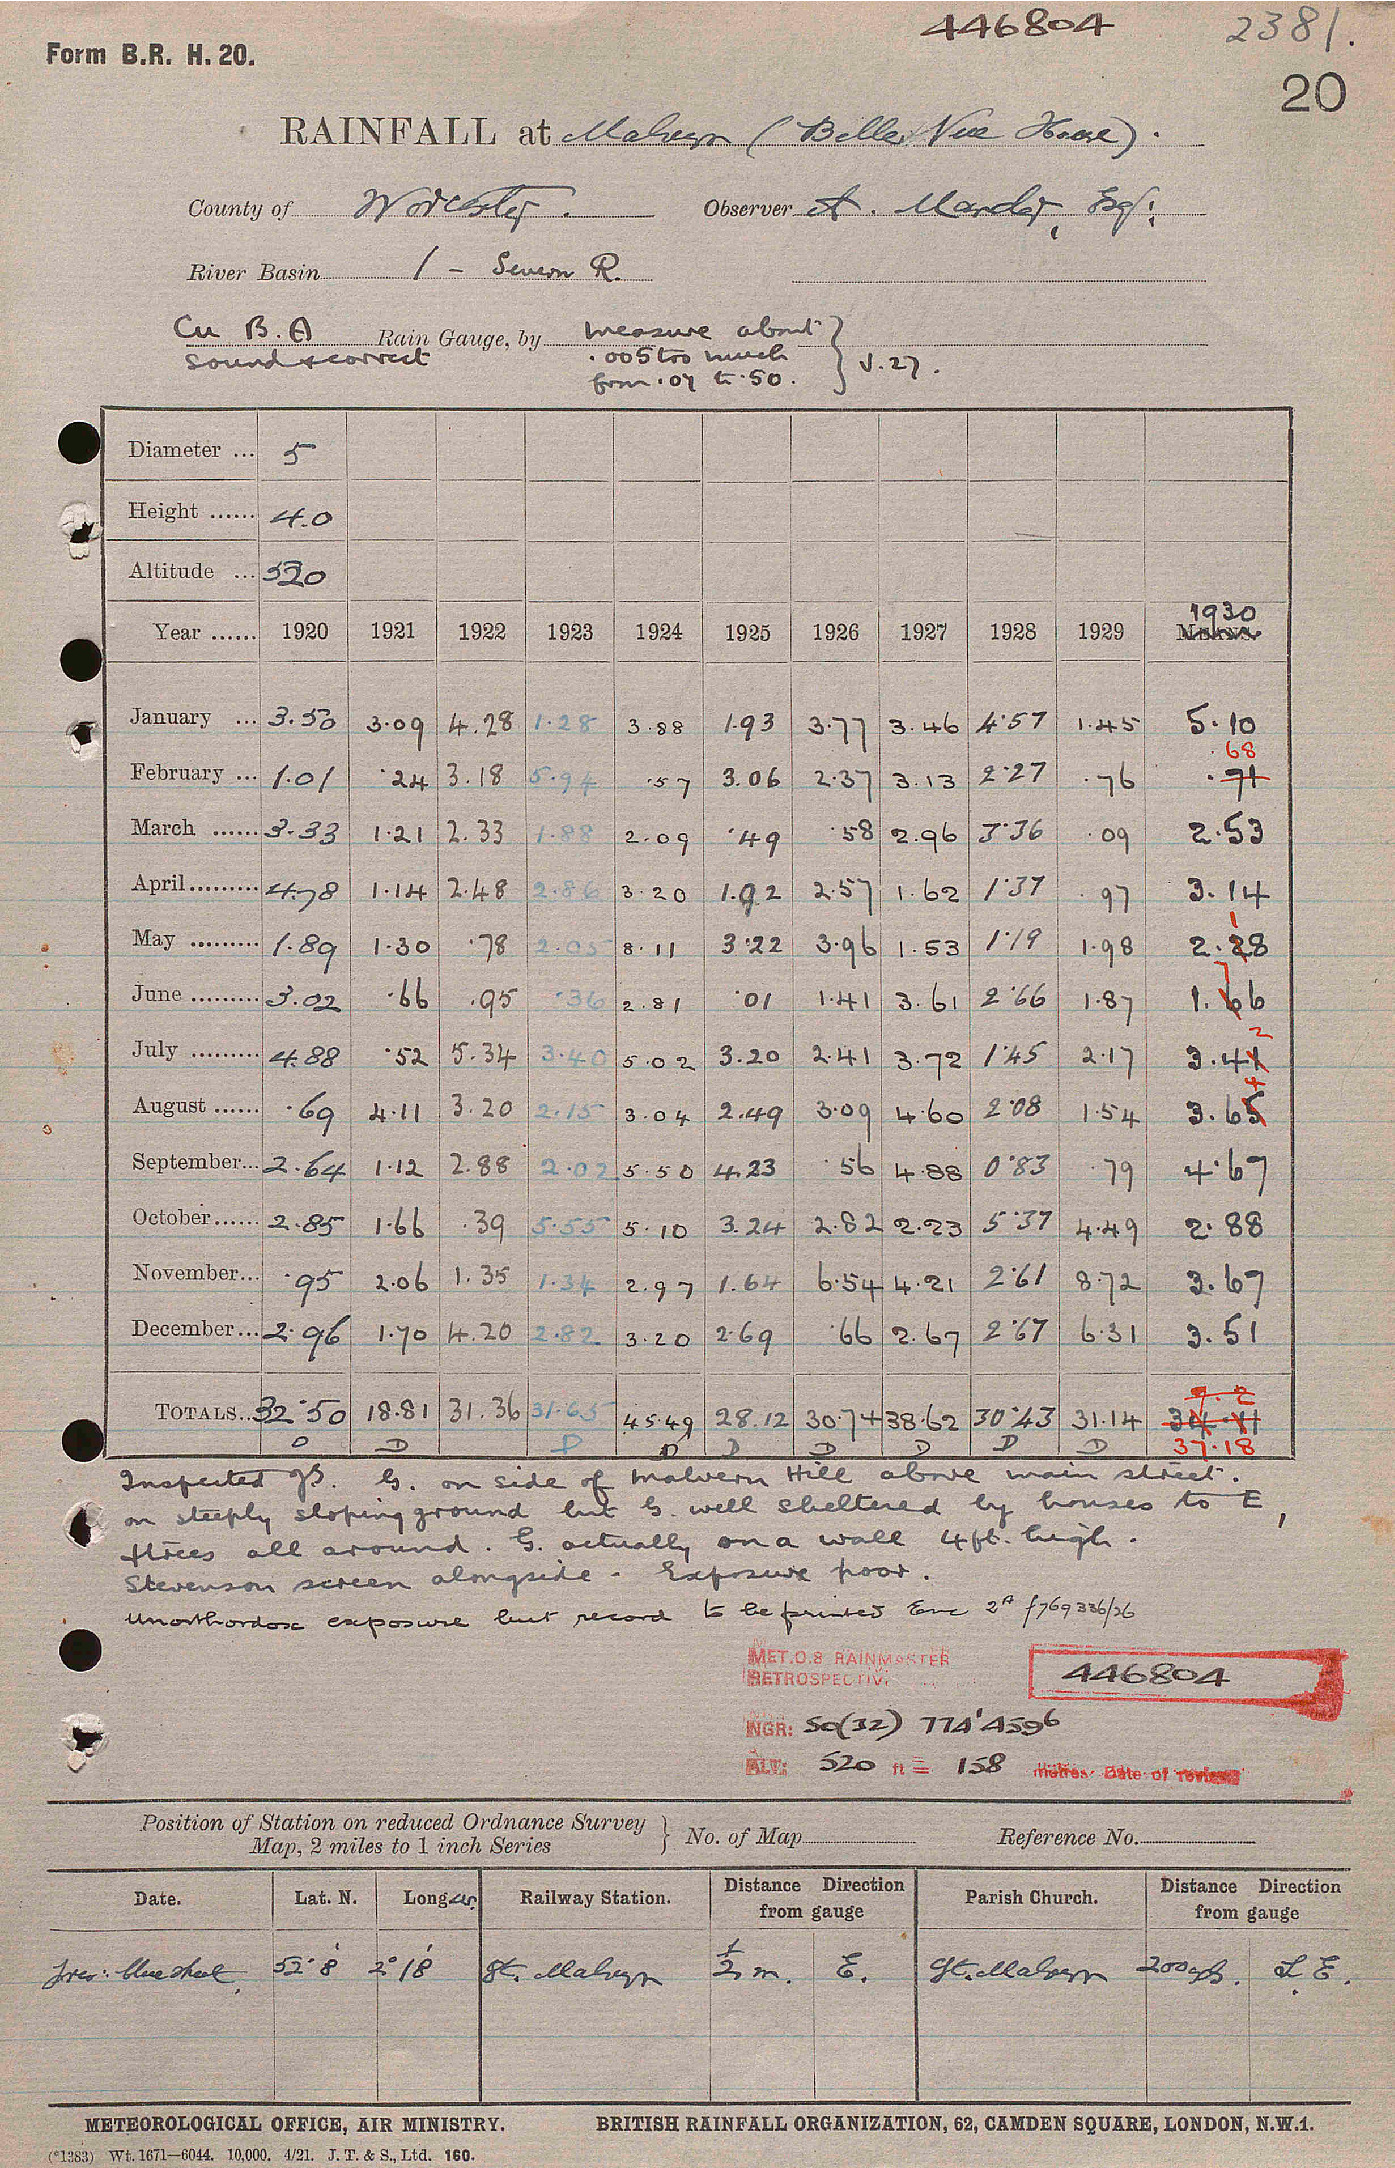 446804 2381.
Form B.R. H. 20.
20
RAINFALL at Malvern (Belle Vue House).
County of Worcester. Observer A. Mander, Esq:
River Basin 1 - Severn R.
Cu B.A Rain Gauge, by measure about
sound & correct .005 too much } V.27.
from .07 to .50.
Diameter ... 5
Height ...... 4.0
Altitude ... 520
1930
Year ...... 1920 1921 1922 1923 1924 1925 1926 1927 1928 1929 MEANS
January ... 3.50 3.09 4.28 1.28 3.88 1.93 3.77 3.46 4.57 1.45 5.10
68
February ... 1.01 .24 3.18 5.94 .57 3.06 2.37 3.13 2.27 .76 .71
March ...... 3.33 1.21 2.33 1.88 2.09 .49 .58 2.96 3.36 .09 2.53
April ......... 4.78 1.14 2.48 2.86 3.20 1.92 2.57 1.62 1.37 .97 3.14
1
May ......... 1.89 1.30 .78 2.05 8.11 3.22 3.96 1.53 1.19 1.98 2.28
7
June ......... 3.02 .66 .95 .36 2.81 .01 1.41 3.61 2.66 1.87 1.66
2
July ......... 4.88 .52 5.34 3.40 5.02 3.20 2.41 3.72 1.45 2.17 3.41
4
August ...... .69 4.11 3.20 2.15 3.04 2.49 3.09 4.60 2.08 1.54 3.65
September... 2.64 1.12 2.88 2.02 5.50 4.23 .56 4.88 0.83 .79 4.67
October ...... 2.85 1.66 .39 5.55 5.10 3.24 2.82 2.23 5.37 4.49 2.88
November... .95 2.06 1.35 1.34 2.97 1.64 6.54 4.21 2.61 8.72 3.67
December... 2.96 1.70 4.20 2.82 3.20 2.69 .66 2.67 2.67 6.31 3.51
7.2
TOTALS.. 32.50 18.81 31.36 31.65 45.49 28.12 30.74 38.62 30.43 31.14
D D D D D D D D D 37.18
Inspected G. on side of Malvern Hill above main street.
on steeply sloping ground but G. well sheltered by houses to E,
& trees all around. G. actually on a wall 4 ft. high.
Stevenson screen alongside - Exposure poor.
Unorthordox exposure but record to be printed Enc 2A f769336/26
MET.O.8 RAINMASTER
RETROSPECTIVE
446804
NGR: SO(32) 774 4596
ALT: 520 ft = 158 metres. Date of review
Position of Station on reduced Ordnance Survey } No. of Map Reference No.
Map, 2 miles to 1 inch Series
Date. Lat. N. Long W. Railway Station. Distance Direction from gauge Parish Church. Distance Direction from gauge
prev: blue sheet 52° 8' 2° 18' Gt. Malvern 1/2 m. E. Gt. Malvern 200 yds. S.E.
METEOROLOGICAL OFFICE, AIR MINISTRY. BRITISH RAINFALL ORGANIZATION, 62, CAMDEN SQUARE, LONDON, N.W.1.
(*1383) Wt. 1671—6044. 10,000. 4/21. J. T. & S., Ltd. 160.